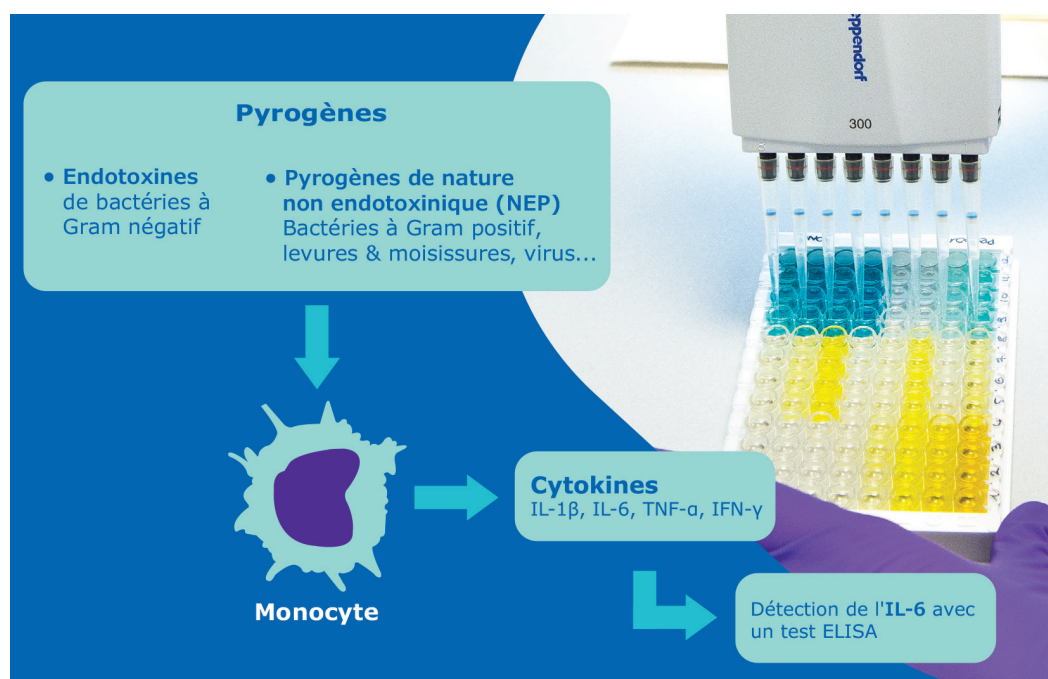 eppendorf
300
Pyrogènes
• Endotoxines
de bactéries à
Gram négatif
• Pyrogènes de nature
non endotoxinique (NEP)
Bactéries à Gram positif,
levures & moisissures, virus...
Monocyte
Cytokines
IL-1β, IL-6, TNF-α, IFN-γ
Détection de l'IL-6 avec
un test ELISA